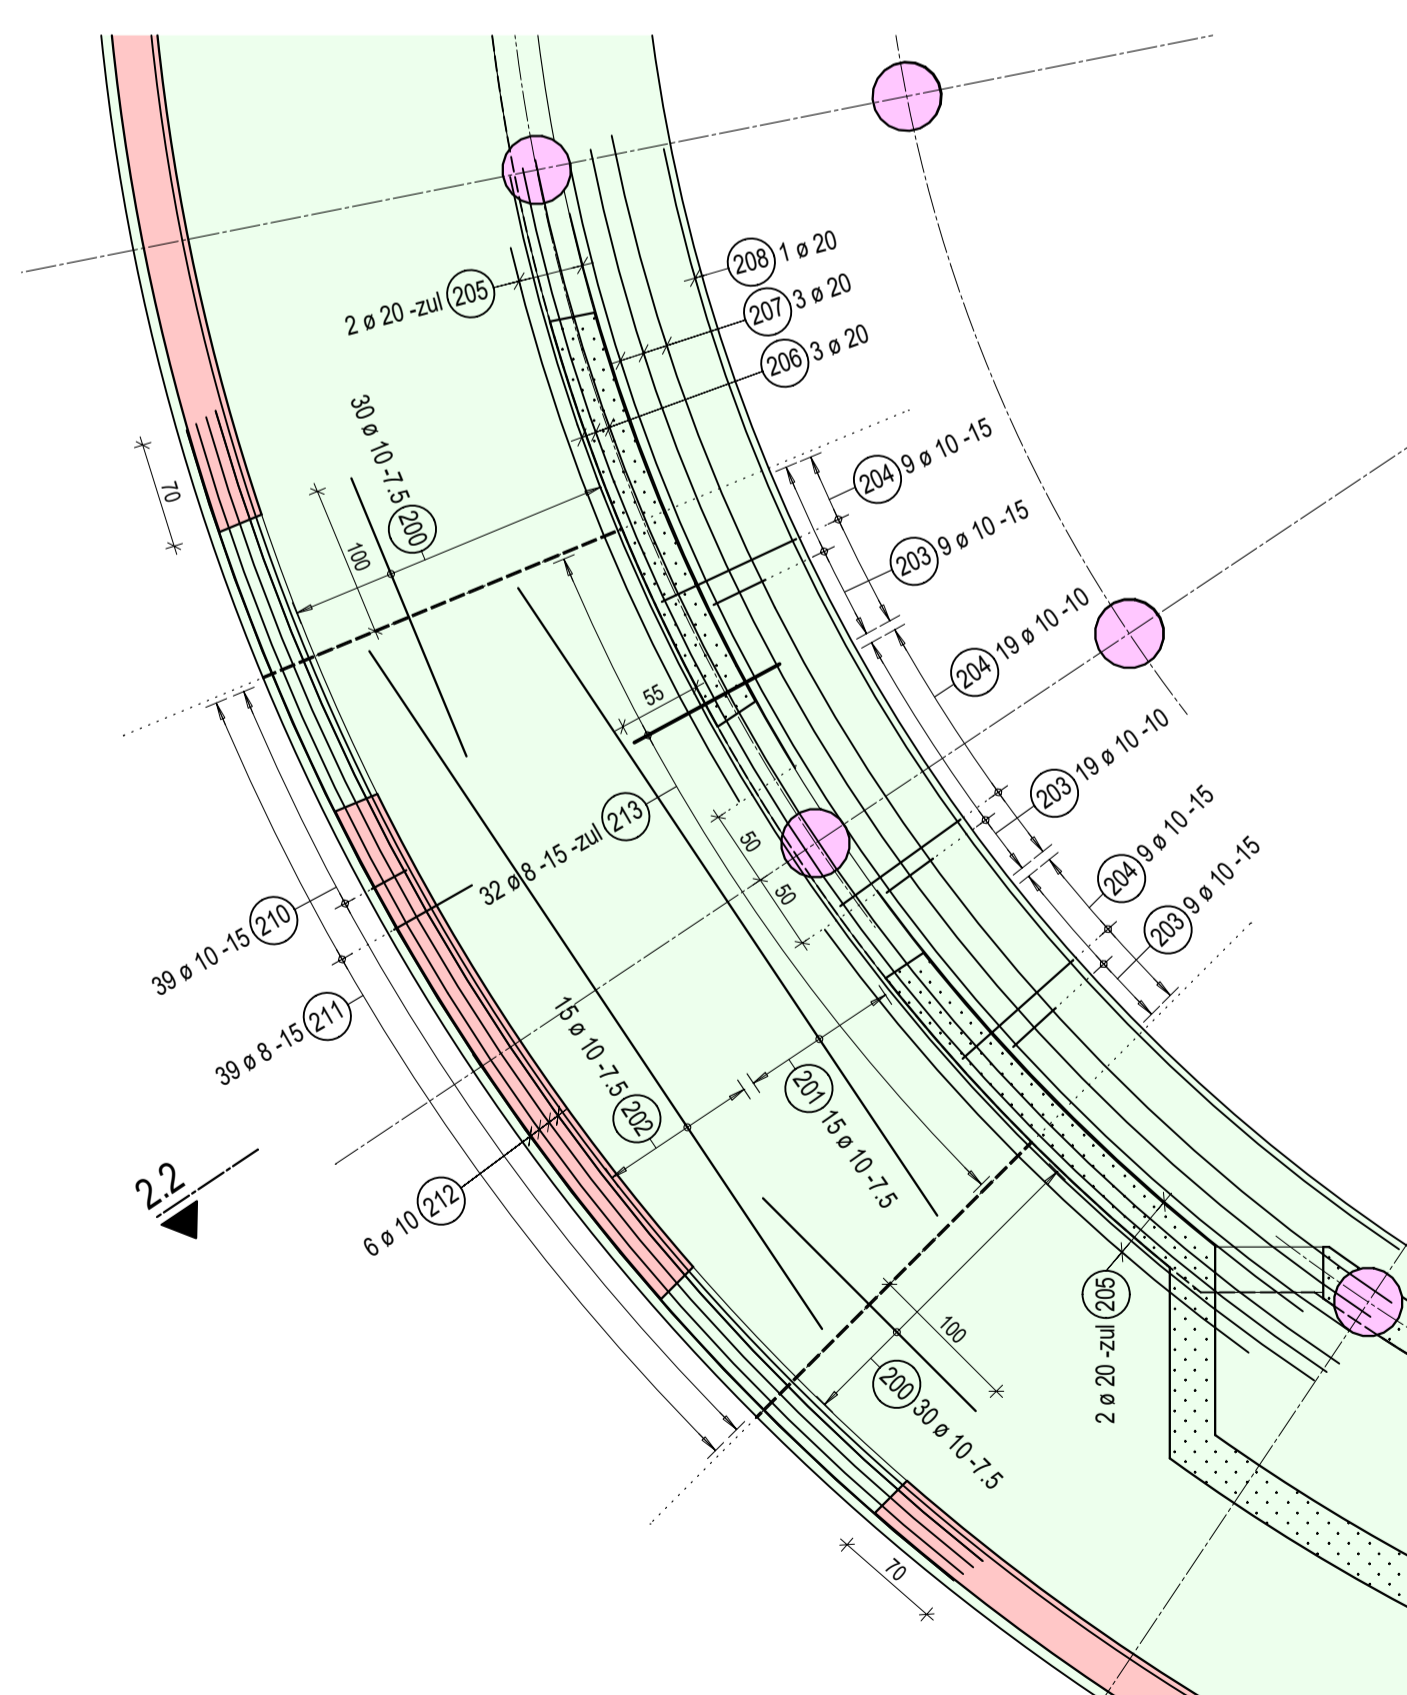 208 1 ø 20
2 ø 20 -zul 205
207 3 ø 20
206 3 ø 20
30 ø 10 -7.5 200
204 9 ø 10 -15
70
100
203 9 ø 10 -15
204 19 ø 10 -10
55
203 19 ø 10 -10
32 ø 8 -15 -zul 213
50
50
204 9 ø 10 -15
203 9 ø 10 -15
39 ø 10 -15 210
39 ø 8 -15 211
15 ø 10 -7.5 202
201 15 ø 10 -7.5
2.2
6 ø 10 212
2 ø 20 -zul 205
100
200 30 ø 10 -7.5
70